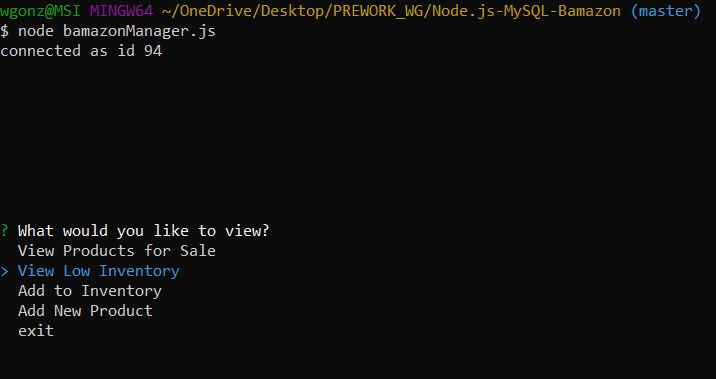 wgonz@MSI MINGW64 ~/OneDrive/Desktop/PREWORK_WG/Node.js-MySQL-Bamazon (master)
$ node bamazonManager.js
connected as id 94
? What would you like to view?
View Products for Sale
> View Low Inventory
Add to Inventory
Add New Product
exit